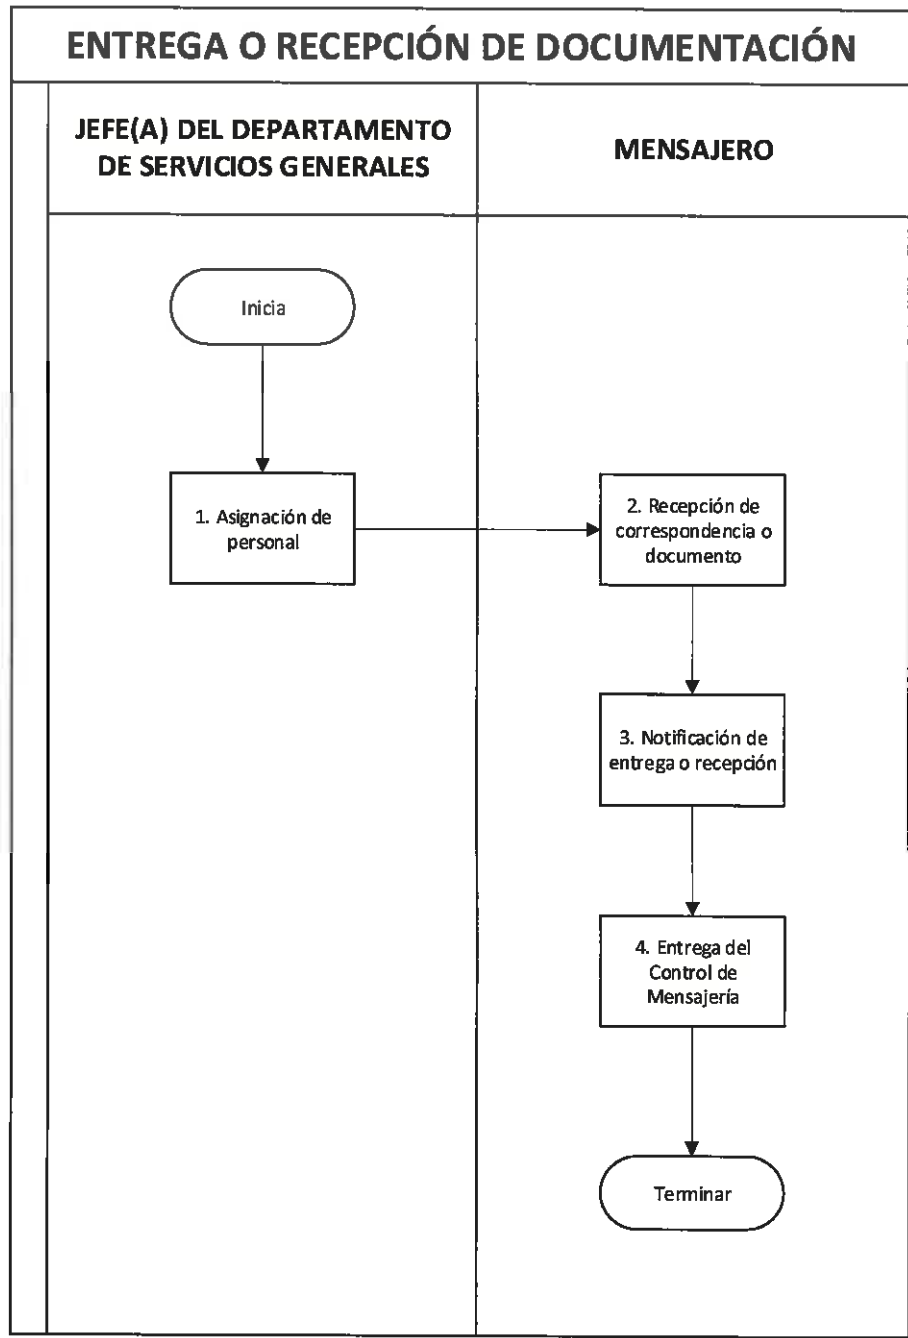 ENTREGA O RECEPCIÓN DE DOCUMENTACIÓN
JEFE(A) DEL DEPARTAMENTO
DE SERVICIOS GENERALES
MENSAJERO
Inicia
1. Asignación de
personal
2. Recepción de
correspondencia o
documento
3. Notificación de
entrega o recepción
4. Entrega del
Control de
Mensajería
Terminar